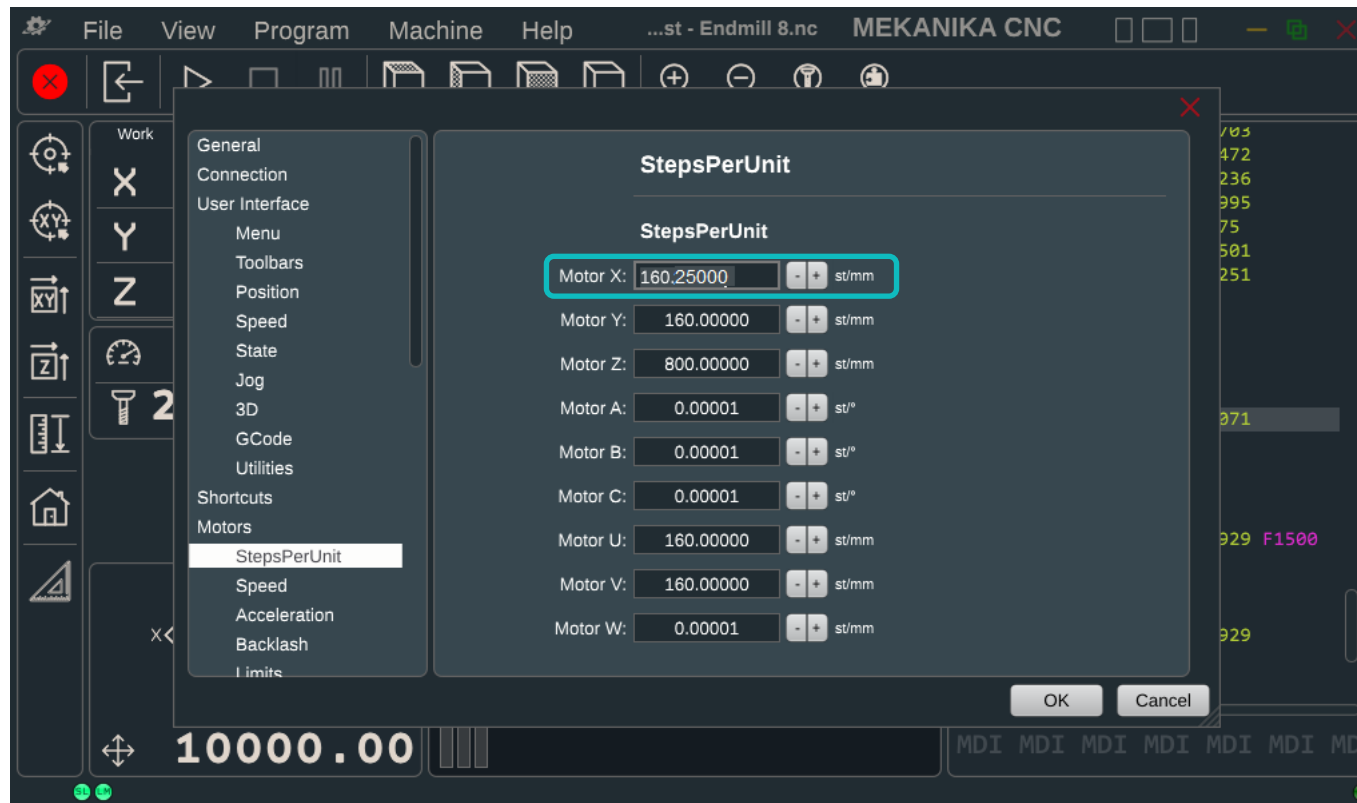 File View Program Machine Help ...st - Endmill 8.nc MEKANIKA CNC
Work
X
Y
Z
2
XY
XY
Z
X
10000.00
SL LM
General
Connection
User Interface
Menu
Toolbars
Position
Speed
State
Jog
3D
GCode
Utilities
Shortcuts
Motors
StepsPerUnit
Speed
Acceleration
Backlash
Limits
StepsPerUnit
StepsPerUnit
Motor X: 160.25000 - + st/mm
Motor Y: 160.00000 - + st/mm
Motor Z: 800.00000 - + st/mm
Motor A: 0.00001 - + st/°
Motor B: 0.00001 - + st/°
Motor C: 0.00001 - + st/°
Motor U: 160.00000 - + st/mm
Motor V: 160.00000 - + st/mm
Motor W: 0.00001 - + st/mm
OK Cancel
703
472
236
995
75
501
251
071
929 F1500
929
MDI MDI MDI MDI MDI MDI